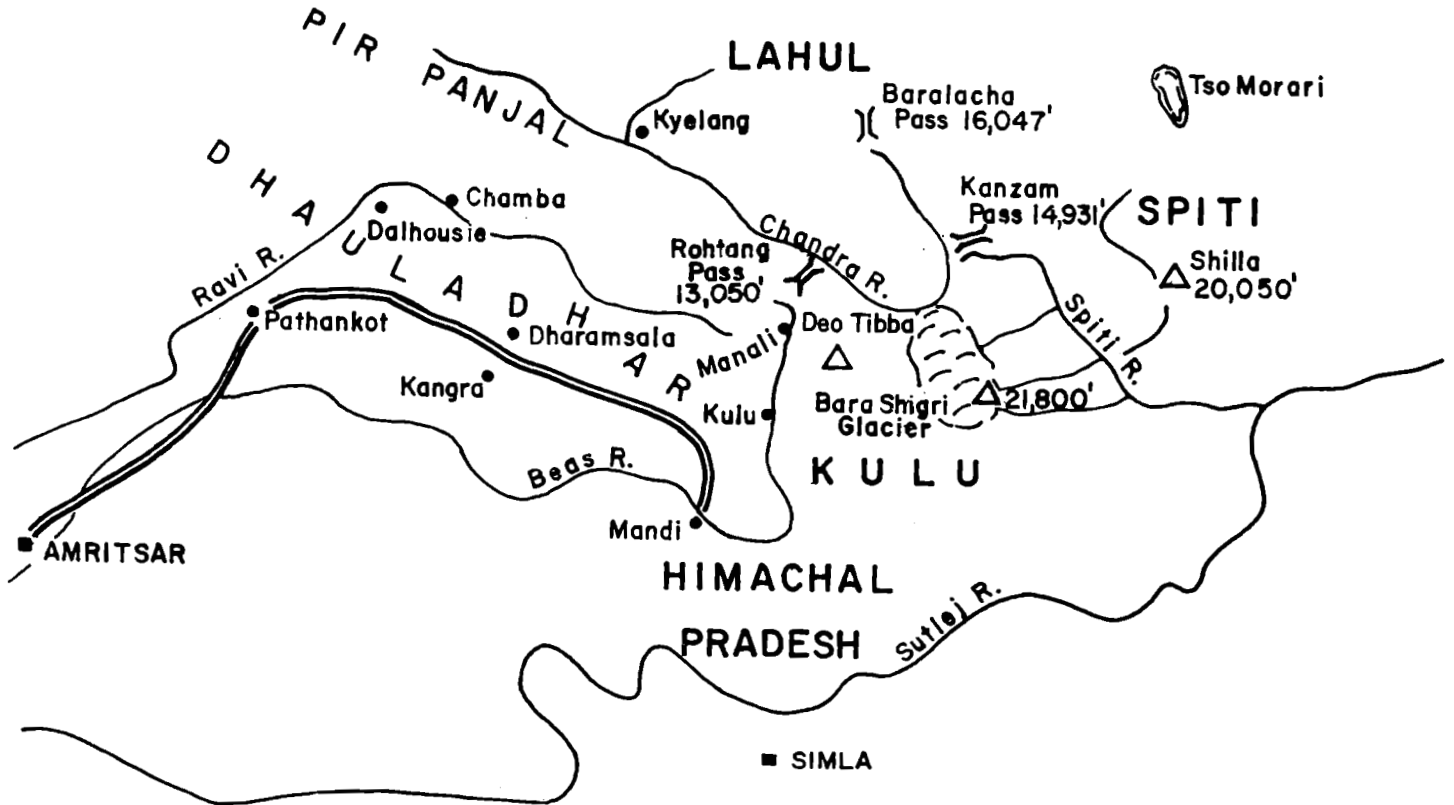 PIR PANJAL
LAHUL
Baralacha
Pass 16,047'
Tso Morari
Kyelang
DHAULADHAR
Chamba
Dalhousie
Kanzam
Pass 14,931'
SPITI
Ravi R.
Rohtang
Pass
13,050'
Chandra R.
Shilla
20,050'
Pathankot
Dharamsala
Manali
Deo Tibba
Spiti R.
Kangra
Kulu
Bara Shigri
Glacier
21,800'
Beas R.
KULU
Mandi
AMRITSAR
HIMACHAL
PRADESH
Sutlej R.
SIMLA